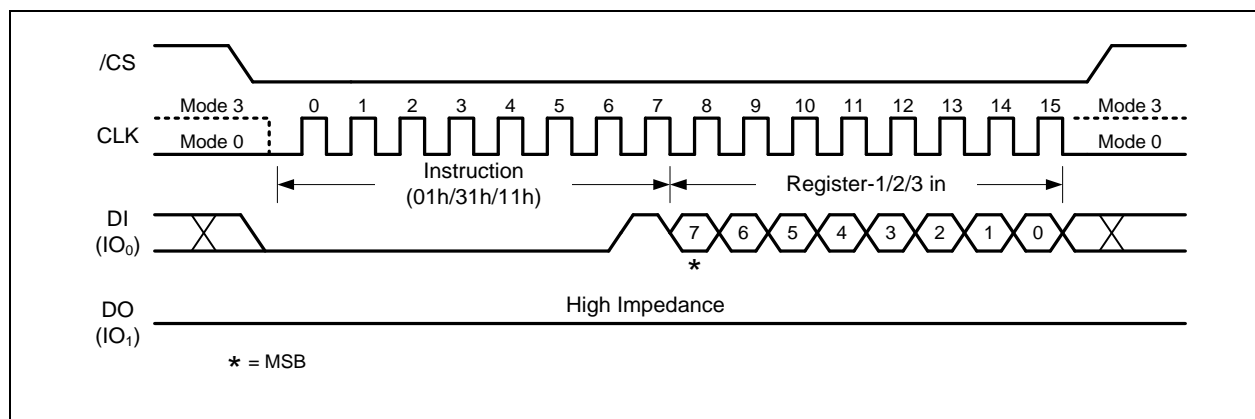 /CS
Mode 3 0 1 2 3 4 5 6 7 8 9 10 11 12 13 14 15 Mode 3
CLK
Mode 0 Mode 0
Instruction
(01h/31h/11h)
Register-1/2/3 in
DI
(IO₀)
7 6 5 4 3 2 1 0
*
High Impedance
DO
(IO₁)
* = MSB